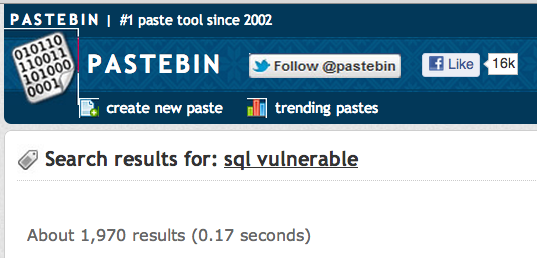 PASTEBIN | #1 paste tool since 2002
010110
110011
101000
0001
PASTEBIN
Follow @pastebin
Like 16k
create new paste trending pastes
Search results for: sql vulnerable
About 1,970 results (0.17 seconds)